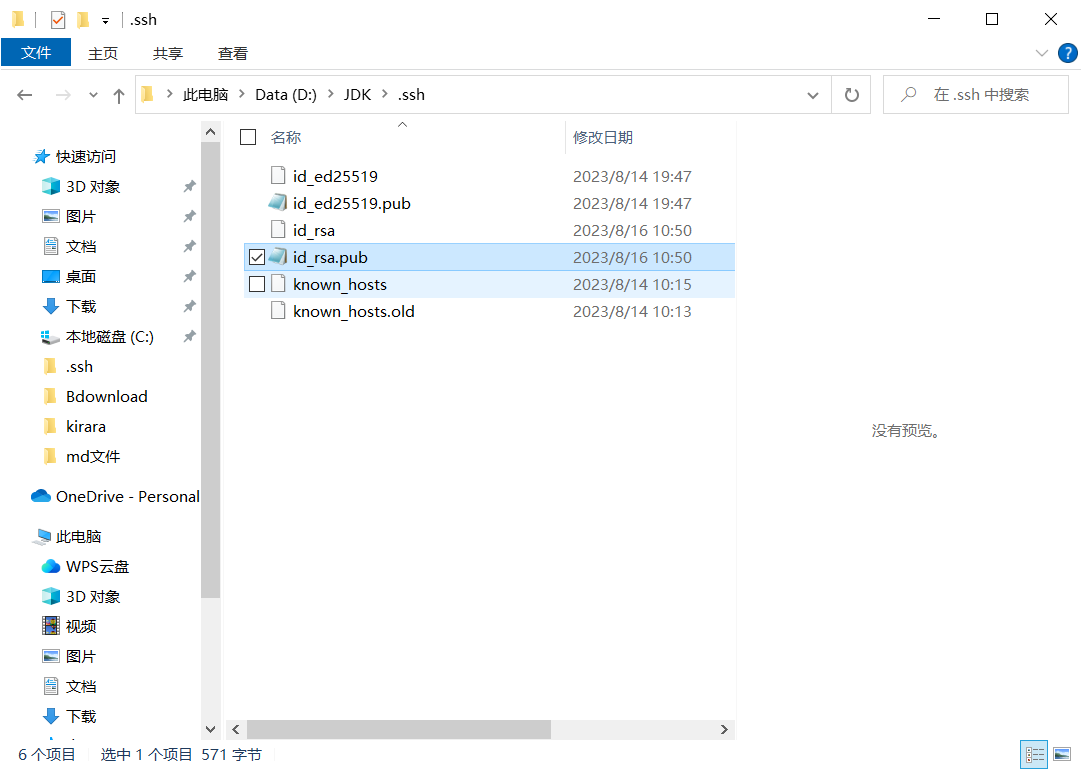 .ssh
文件 主页 共享 查看 ?
此电脑 Data (D:) JDK .ssh 在 .ssh 中搜索
快速访问
3D 对象
图片
文档
桌面
下载
本地磁盘 (C:)
.ssh
Bdownload
kirara
md文件
OneDrive - Personal
此电脑
WPS云盘
3D 对象
视频
图片
文档
下载
名称 修改日期
id_ed25519 2023/8/14 19:47
id_ed25519.pub 2023/8/14 19:47
id_rsa 2023/8/16 10:50
id_rsa.pub 2023/8/16 10:50
known_hosts 2023/8/14 10:15
known_hosts.old 2023/8/14 10:13
没有预览。
6 个项目 选中 1 个项目 571 字节